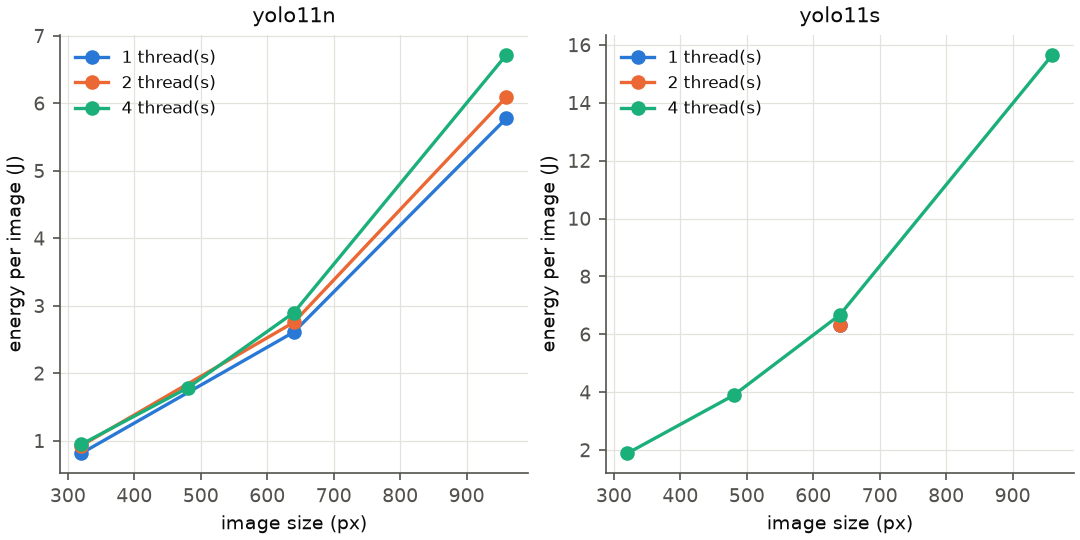 yolo11n
energy per image (J)
7
6
5
4
3
2
1
1 thread(s)
2 thread(s)
4 thread(s)
300 400 500 600 700 800 900
image size (px)
yolo11s
energy per image (J)
16
14
12
10
8
6
4
2
1 thread(s)
2 thread(s)
4 thread(s)
300 400 500 600 700 800 900
image size (px)